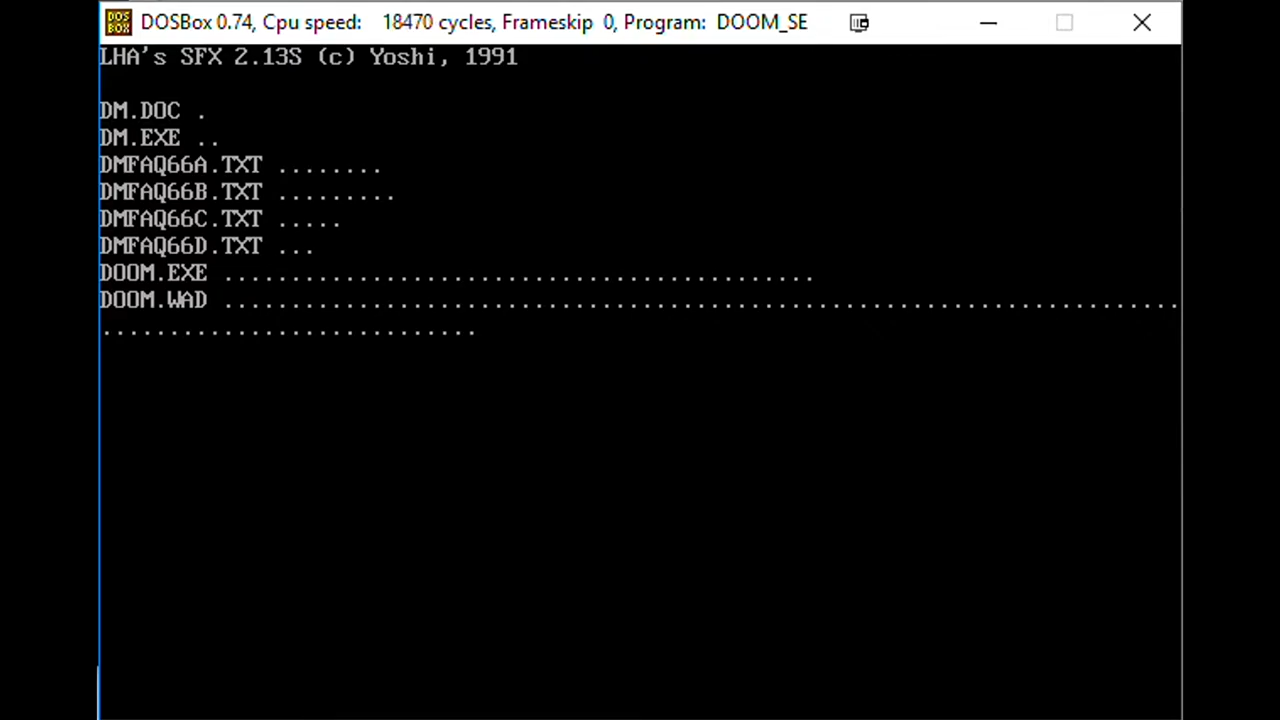 DOSBox 0.74, Cpu speed: 18470 cycles, Frameskip 0, Program: DOOM_SE
LHA's SFX 2.13S (c) Yoshi, 1991
DM.DOC .
DM.EXE ..
DMFAQ66A.TXT ........
DMFAQ66B.TXT .........
DMFAQ66C.TXT .....
DMFAQ66D.TXT ...
DOOM.EXE ............................................
DOOM.WAD .......................................................................
............................